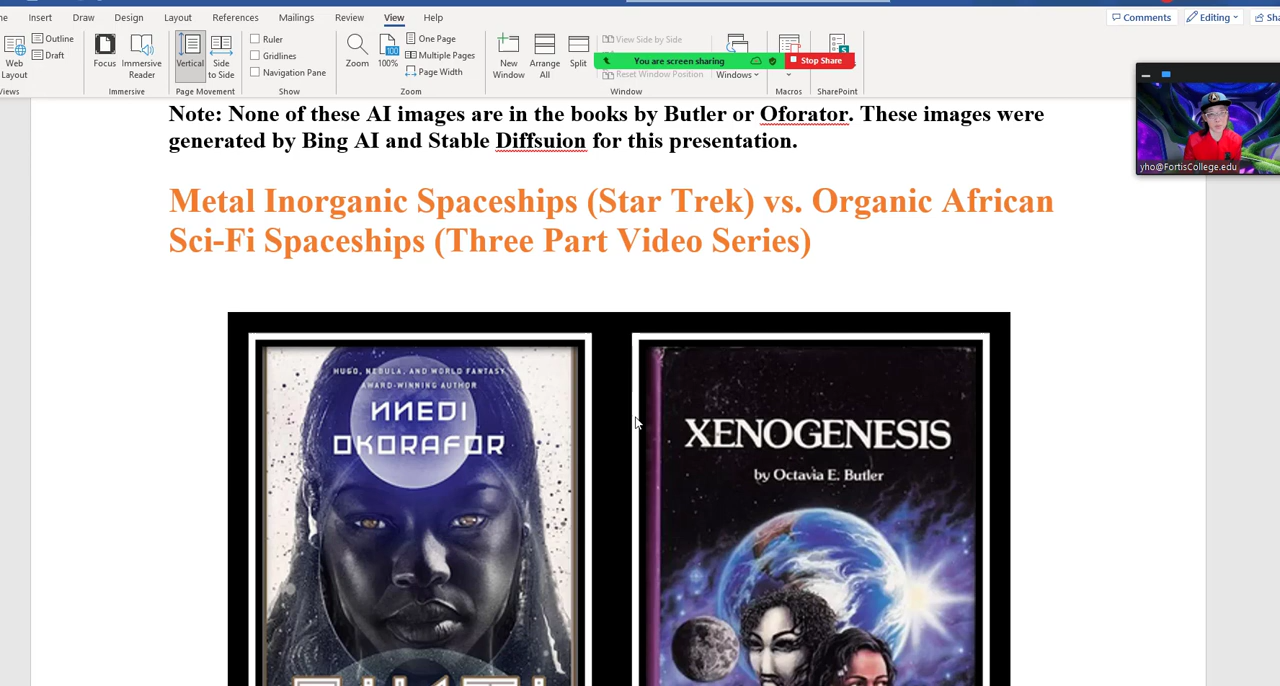 Insert Draw Design Layout References Mailings Review View Help
Comments Editing
Outline
Draft
Web Layout
Focus
Immersive Reader
Vertical
Side to Side
Ruler
Gridlines
Navigation Pane
Zoom
100
100%
One Page
Multiple Pages
Page Width
New Window
Arrange All
Split
View Side by Side
Reset Window Position
You are screen sharing
Stop Share
Windows
Immersive
Page Movement
Show
Zoom
Window
Macros
SharePoint
yho@FortisCollege.edu
Note: None of these AI images are in the books by Butler or Oforator. These images were
generated by Bing AI and Stable Diffsuion for this presentation.
Metal Inorganic Spaceships (Star Trek) vs. Organic African
Sci-Fi Spaceships (Three Part Video Series)
HUGO, NEBULA, AND WORLD FANTASY
AWARD-WINNING AUTHOR
NNEDI
OKORAFOR
XENOGENESIS
by Octavia E. Butler